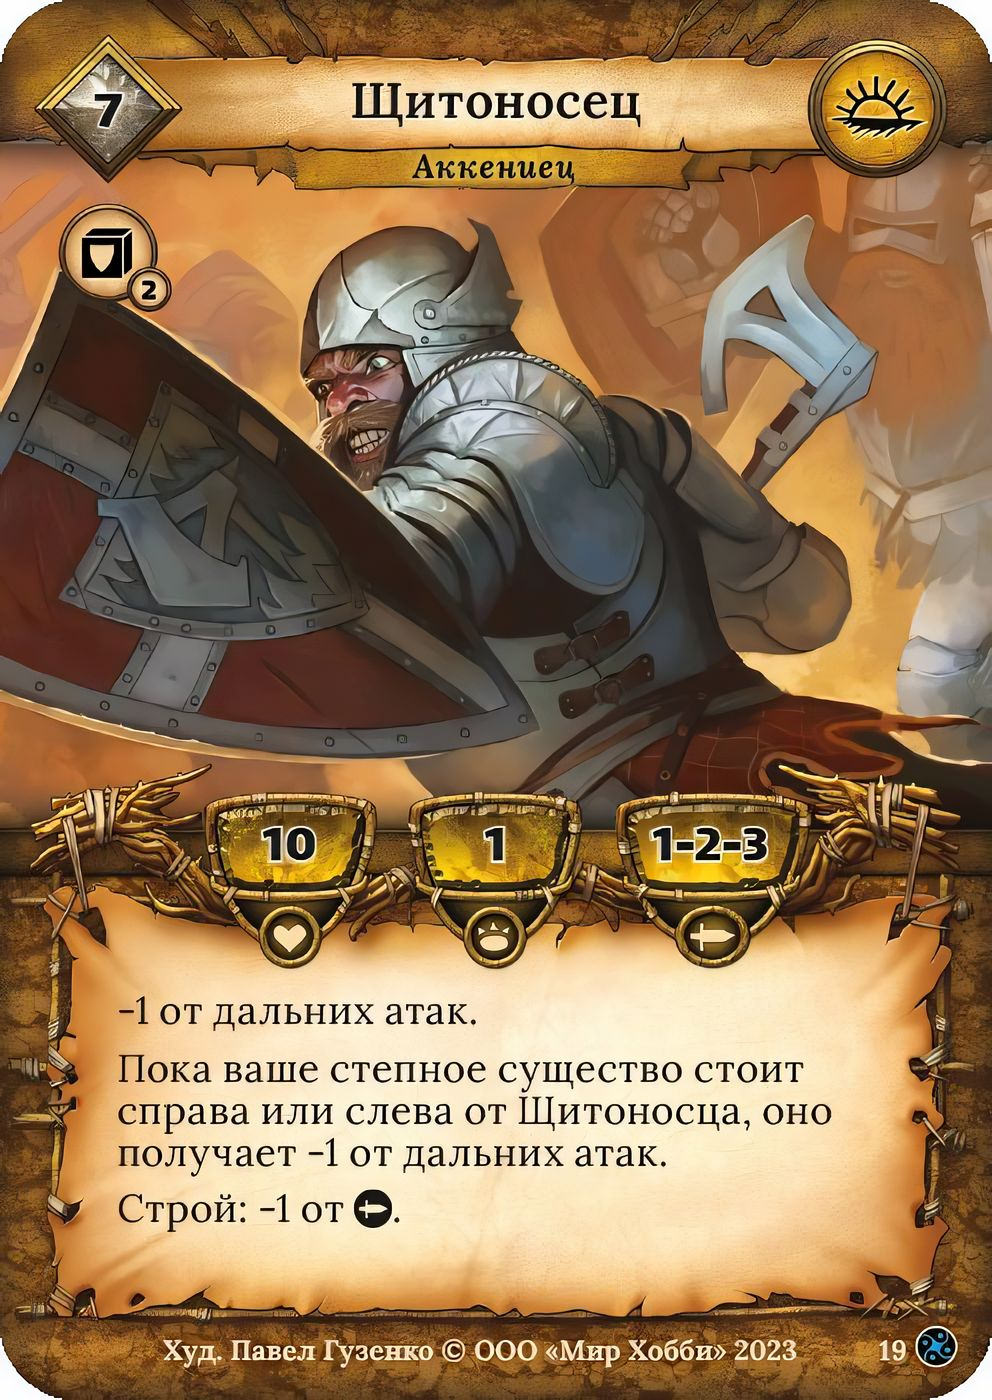 7
Щитоносец
Аккениец
2
10
1
1-2-3
-1 от дальних атак.
Пока ваше степное существо стоит
справа или слева от Щитоносца, оно
получает -1 от дальних атак.
Строй: -1 от .
Худ. Павел Гузенко © ООО «Мир Хобби» 2023
19